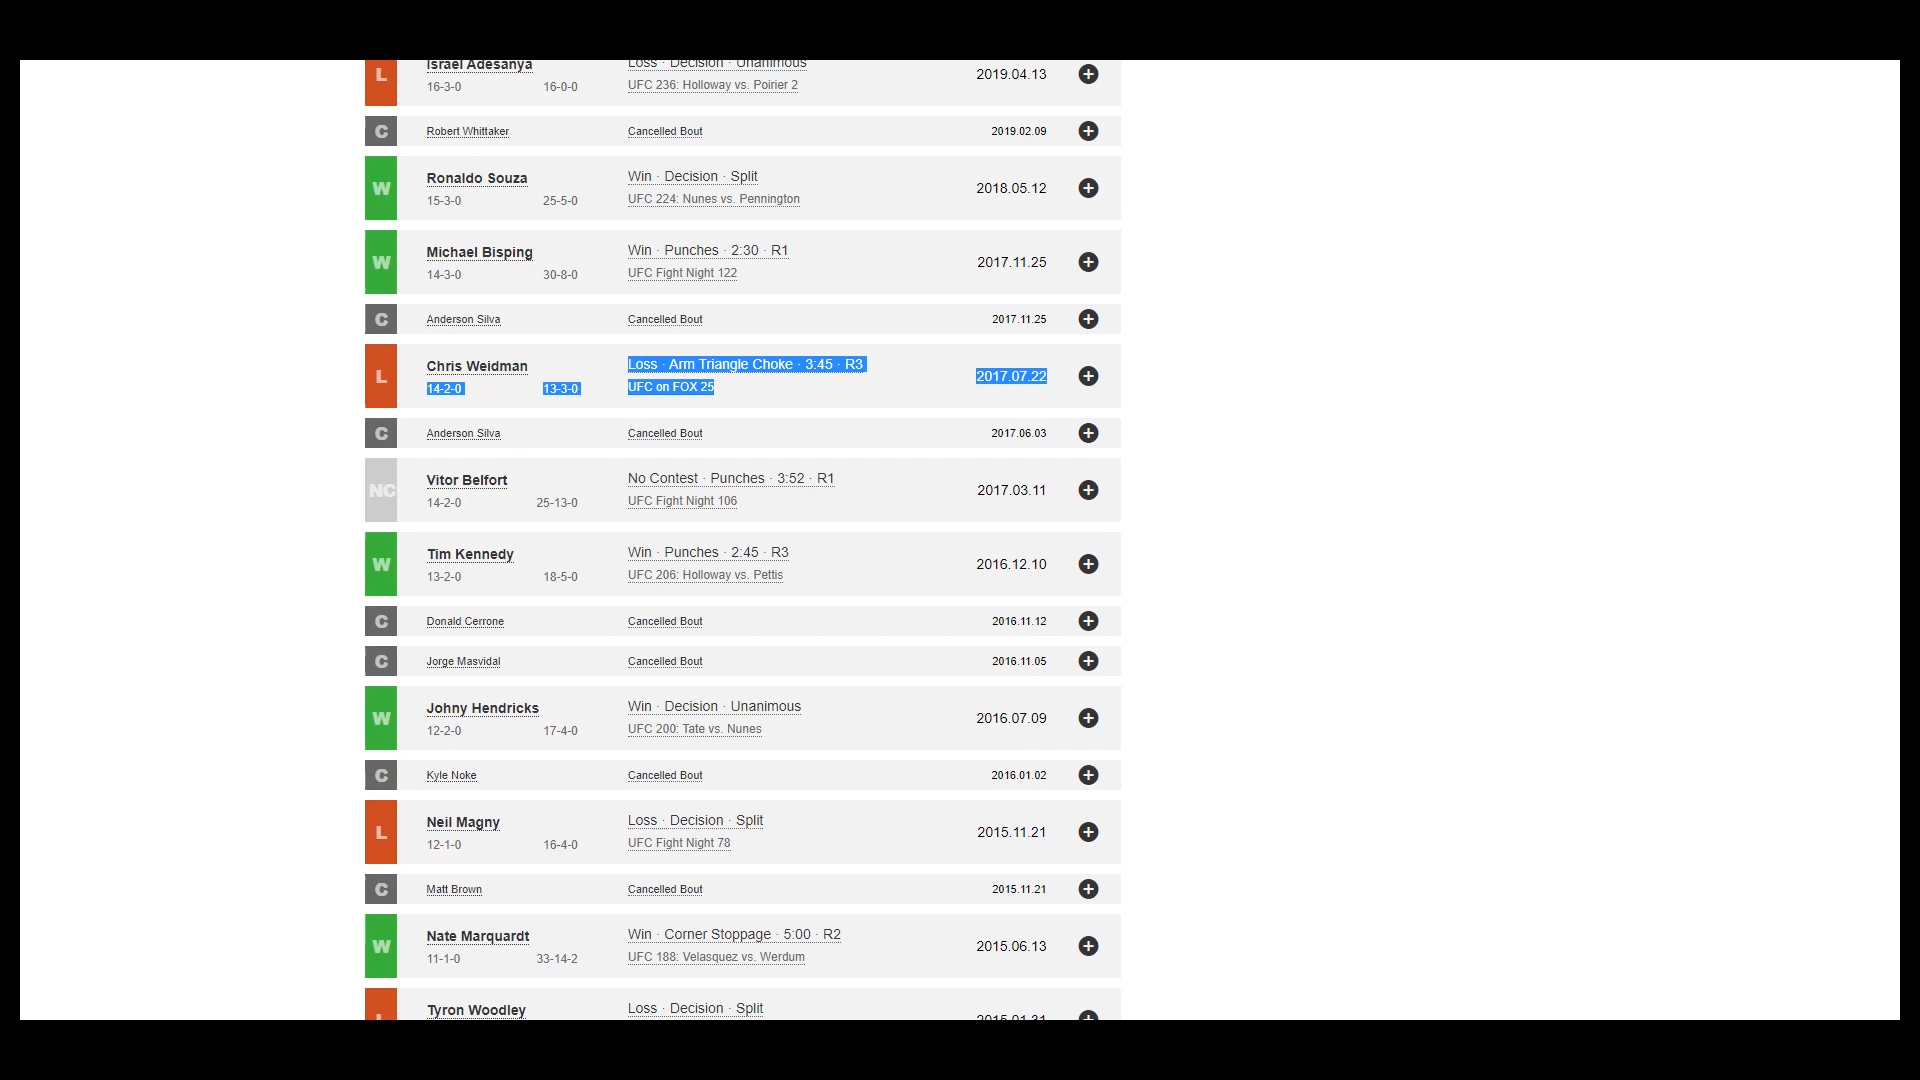 L
Israel Adesanya
16-3-0 16-0-0
Loss · Decision · Unanimous
UFC 236: Holloway vs. Poirier 2
2019.04.13
C
Robert Whittaker
Cancelled Bout
2019.02.09
W
Ronaldo Souza
15-3-0 25-5-0
Win · Decision · Split
UFC 224: Nunes vs. Pennington
2018.05.12
W
Michael Bisping
14-3-0 30-8-0
Win · Punches · 2:30 · R1
UFC Fight Night 122
2017.11.25
C
Anderson Silva
Cancelled Bout
2017.11.25
L
Chris Weidman
14-2-0 13-3-0
Loss · Arm Triangle Choke · 3:45 · R3
UFC on FOX 25
2017.07.22
C
Anderson Silva
Cancelled Bout
2017.06.03
NC
Vitor Belfort
14-2-0 25-13-0
No Contest · Punches · 3:52 · R1
UFC Fight Night 106
2017.03.11
W
Tim Kennedy
13-2-0 18-5-0
Win · Punches · 2:45 · R3
UFC 206: Holloway vs. Pettis
2016.12.10
C
Donald Cerrone
Cancelled Bout
2016.11.12
C
Jorge Masvidal
Cancelled Bout
2016.11.05
W
Johny Hendricks
12-2-0 17-4-0
Win · Decision · Unanimous
UFC 200: Tate vs. Nunes
2016.07.09
C
Kyle Noke
Cancelled Bout
2016.01.02
L
Neil Magny
12-1-0 16-4-0
Loss · Decision · Split
UFC Fight Night 78
2015.11.21
C
Matt Brown
Cancelled Bout
2015.11.21
W
Nate Marquardt
11-1-0 33-14-2
Win · Corner Stoppage · 5:00 · R2
UFC 188: Velasquez vs. Werdum
2015.06.13
L
Tyron Woodley
Loss · Decision · Split
2015.01.31